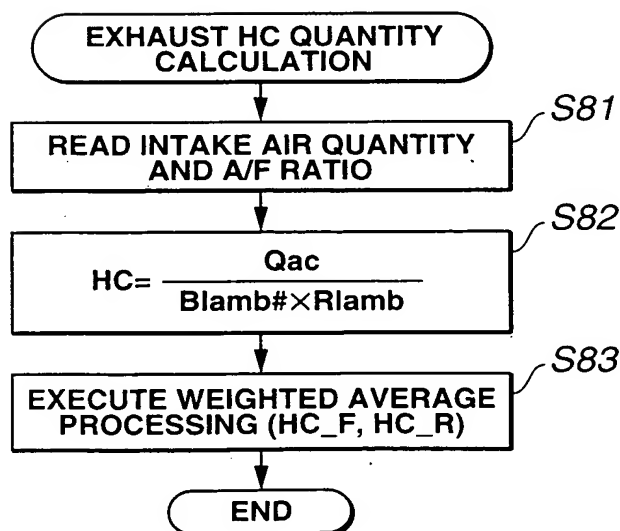 EXHAUST HC QUANTITY
CALCULATION
S81
READ INTAKE AIR QUANTITY
AND A/F RATIO
S82
HC= Qac
Blamb#×Rlamb
S83
EXECUTE WEIGHTED AVERAGE
PROCESSING (HC_F, HC_R)
END